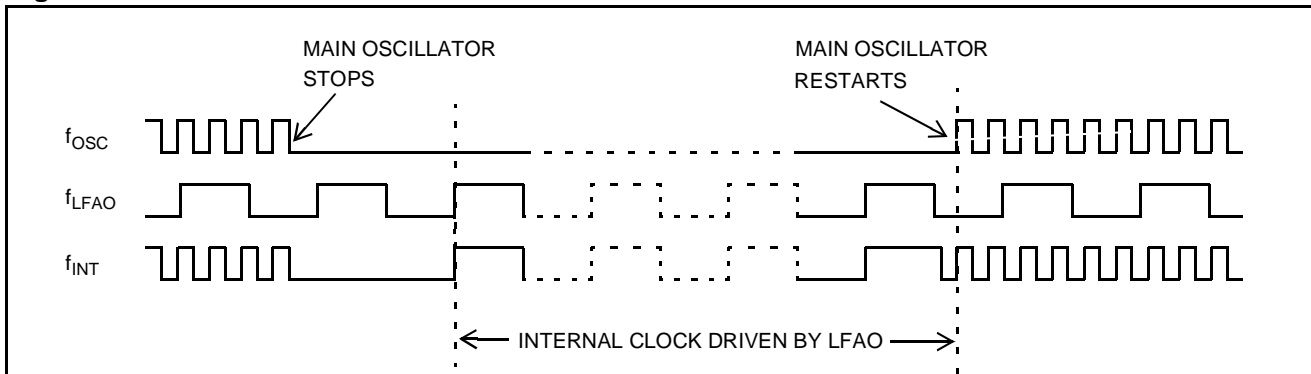 MAIN OSCILLATOR
STOPS
MAIN OSCILLATOR
RESTARTS
fOSC
fLFAO
fINT
INTERNAL CLOCK DRIVEN BY LFAO